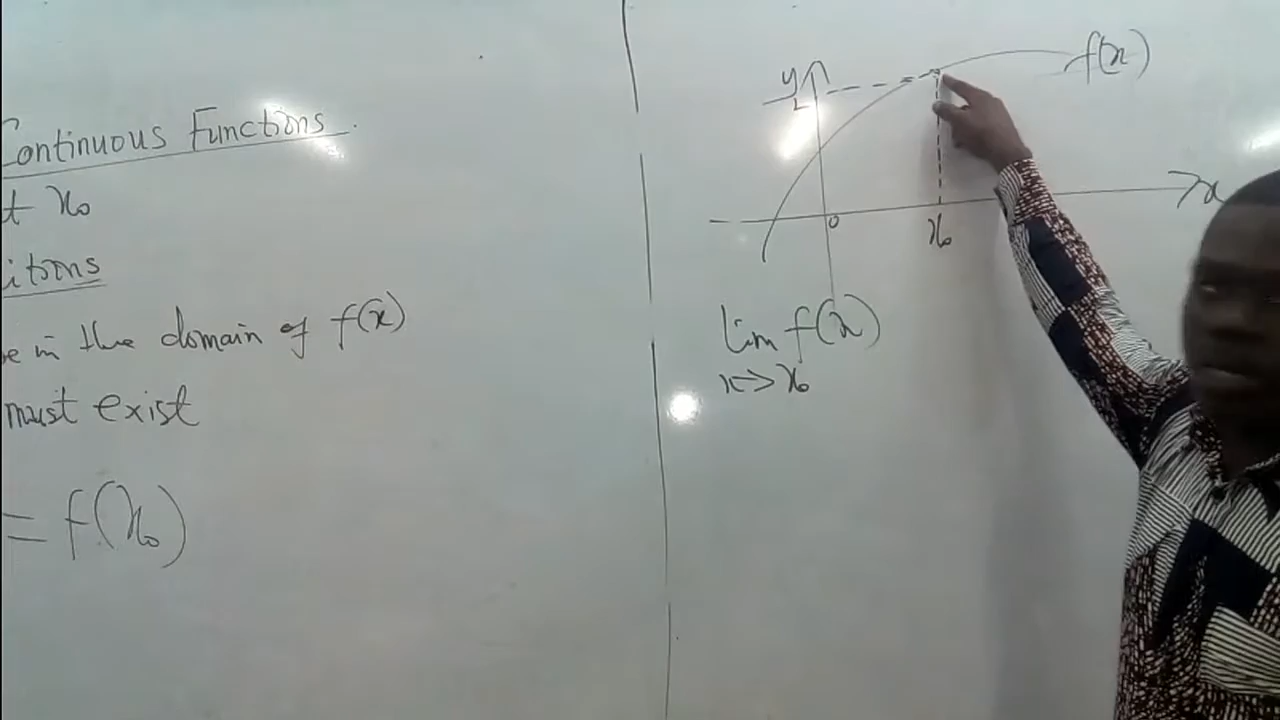 Continuous Functions.
t x₀
itions
e in the domain of f(x)
must exist
= f(x₀)
y
L
f(x)
x
0
x₀
lim f(x)
x->x₀